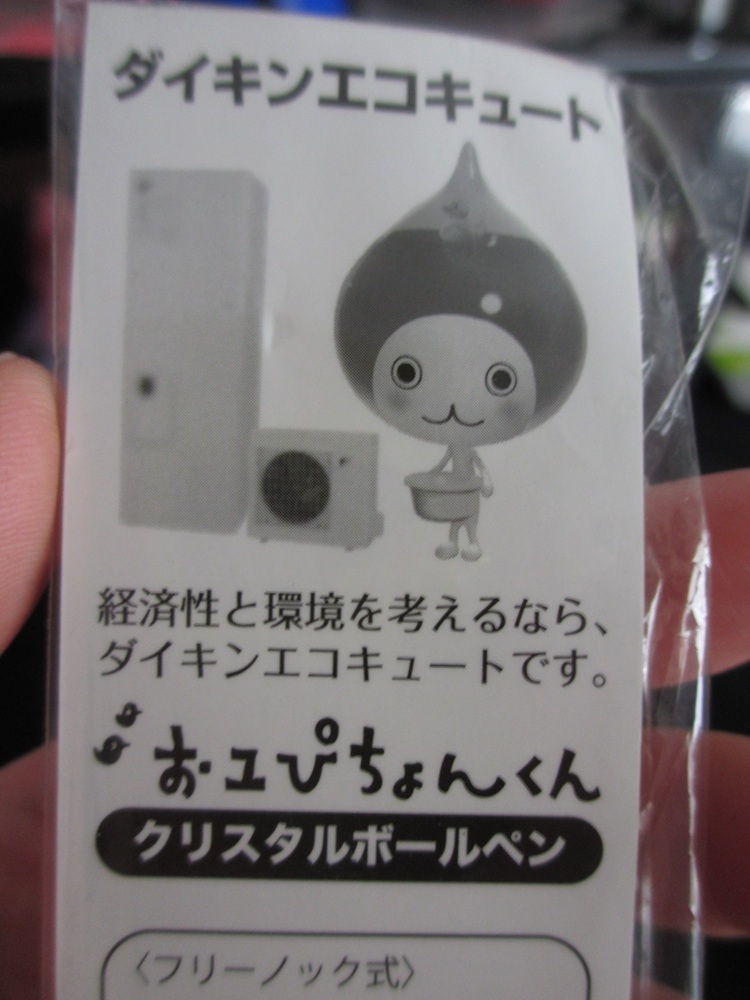 ダイキンエコキュート
経済性と環境を考えるなら、
ダイキンエコキュートです。
おユぴちょんくん
クリスタルボールペン
〈フリーノック式〉